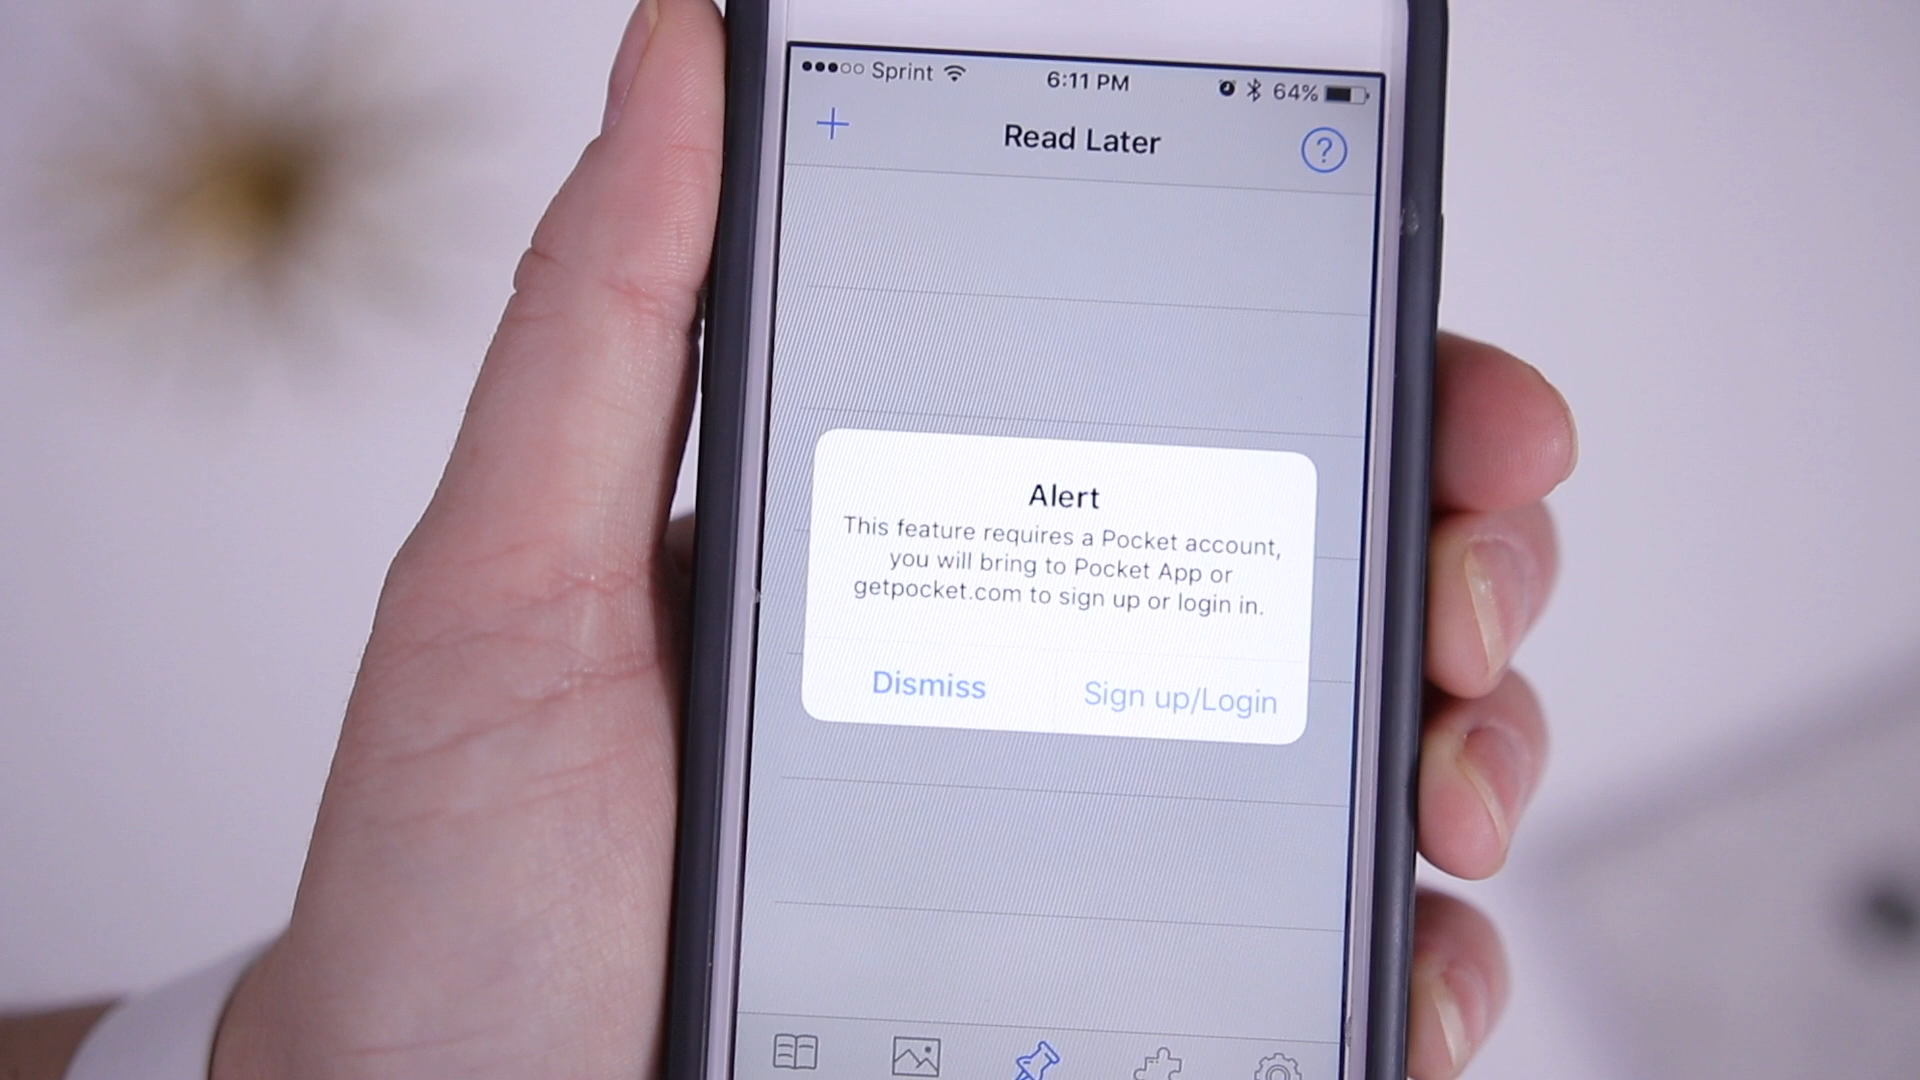 Sprint 6:11 PM 64%
+ Read Later ?
Alert
This feature requires a Pocket account,
you will bring to Pocket App or
getpocket.com to sign up or login in.
Dismiss Sign up/Login